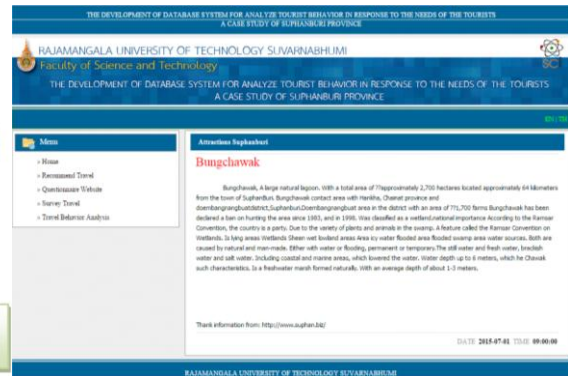 THE DEVELOPMENT OF DATABASE SYSTEM FOR ANALYZE TOURIST BEHAVIOR IN RESPONSE TO THE NEEDS OF THE TOURISTS
A CASE STUDY OF SUPHANBURI PROVINCE
RAJAMANGALA UNIVERSITY OF TECHNOLOGY SUVARNABHUMI
Faculty of Science and Technology
SC
THE DEVELOPMENT OF DATABASE SYSTEM FOR ANALYZE TOURIST BEHAVIOR IN RESPONSE TO THE NEEDS OF THE TOURISTS
A CASE STUDY OF SUPHANBURI PROVINCE
EN / TH
Menu
» Home
» Recommend Travel
» Questionnaire Website
» Survey Travel
» Travel Behavior Analysis
Attractions Suphanburi
Bungchawak
Bungchawak, A large natural lagoon. With a total area of ??approximately 2,700 hectares located approximately 64 kilometers
from the town of SuphanBuri. Bungchawak contact area with Hankha, Chainat province and
doembangnangbuatdistrict,Suphanburi.Doembangnangbuat area in the district with an area of ??1,700 farms Bungchawak has been
declared a ban on hunting the area since 1983, and in 1998. Was classified as a wetland.national importance According to the Ramsar
Convention, the country is a party. Due to the variety of plants and animals in the swamp. A feature called the Ramsar Convention on
Wetlands. Is lying areas Wetlands Sheen wet lowland areas Area icy water flooded area flooded swamp area water sources. Both are
caused by natural and man-made. Either with water or flooding, permanent or temporary.The still water and fresh water, brackish
water and salt water. Including coastal and marine areas, which lowered the water. Water depth up to 6 meters, which he Chawak
such characteristics. Is a freshwater marsh formed naturally. With an average depth of about 1-3 meters.
Thank information from: http://www.suphan.biz/
DATE 2015-07-01 TIME 09:00:00
RAJAMANGALA UNIVERSITY OF TECHNOLOGY SUVARNABHUMI